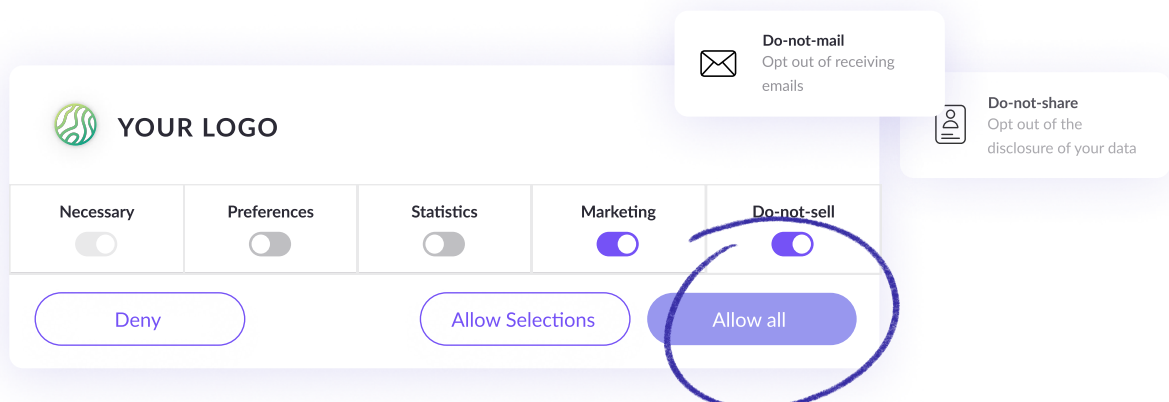 Do-not-mail
Opt out of receiving
emails
Do-not-share
Opt out of the
disclosure of your data
YOUR LOGO
Necessary
Preferences
Statistics
Marketing
Do-not-sell
Deny
Allow Selections
Allow all